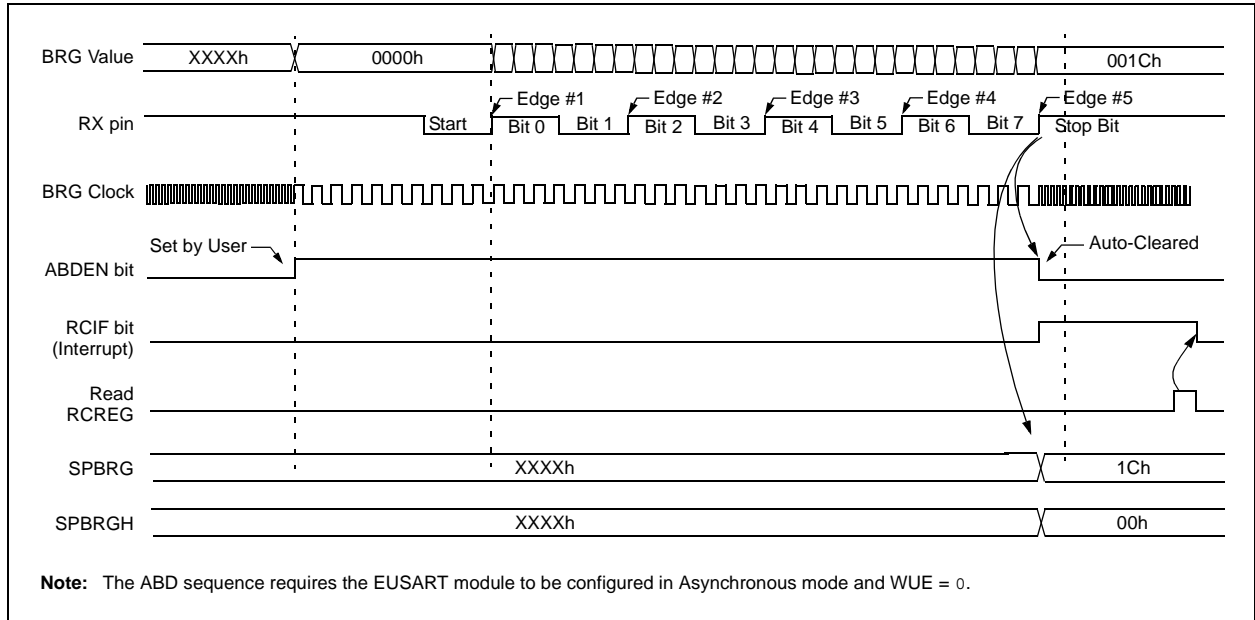 BRG Value XXXXh 0000h 001Ch
Edge #1 Edge #2 Edge #3 Edge #4 Edge #5
RX pin Start Bit 0 Bit 1 Bit 2 Bit 3 Bit 4 Bit 5 Bit 6 Bit 7 Stop Bit
BRG Clock
Set by User Auto-Cleared
ABDEN bit
RCIF bit
(Interrupt)
Read
RCREG
SPBRG XXXXh 1Ch
SPBRGH XXXXh 00h
Note: The ABD sequence requires the EUSART module to be configured in Asynchronous mode and WUE = 0.